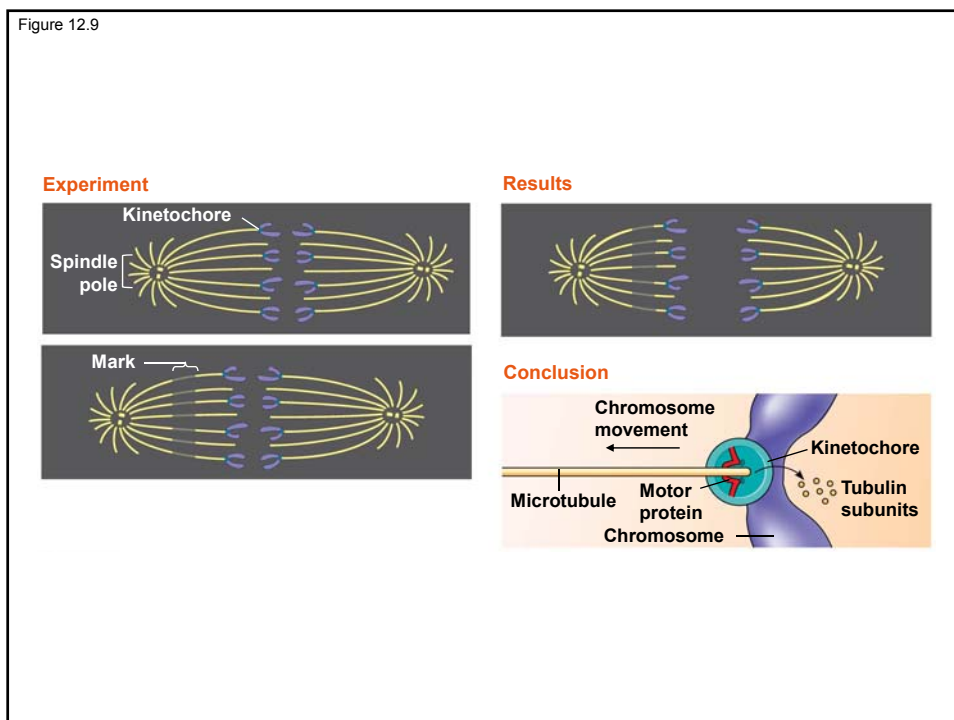 Figure 12.9
Experiment
Kinetochore
Spindle
pole
Mark
Results
Conclusion
Chromosome
movement
Kinetochore
Microtubule
Motor
protein
Tubulin
subunits
Chromosome